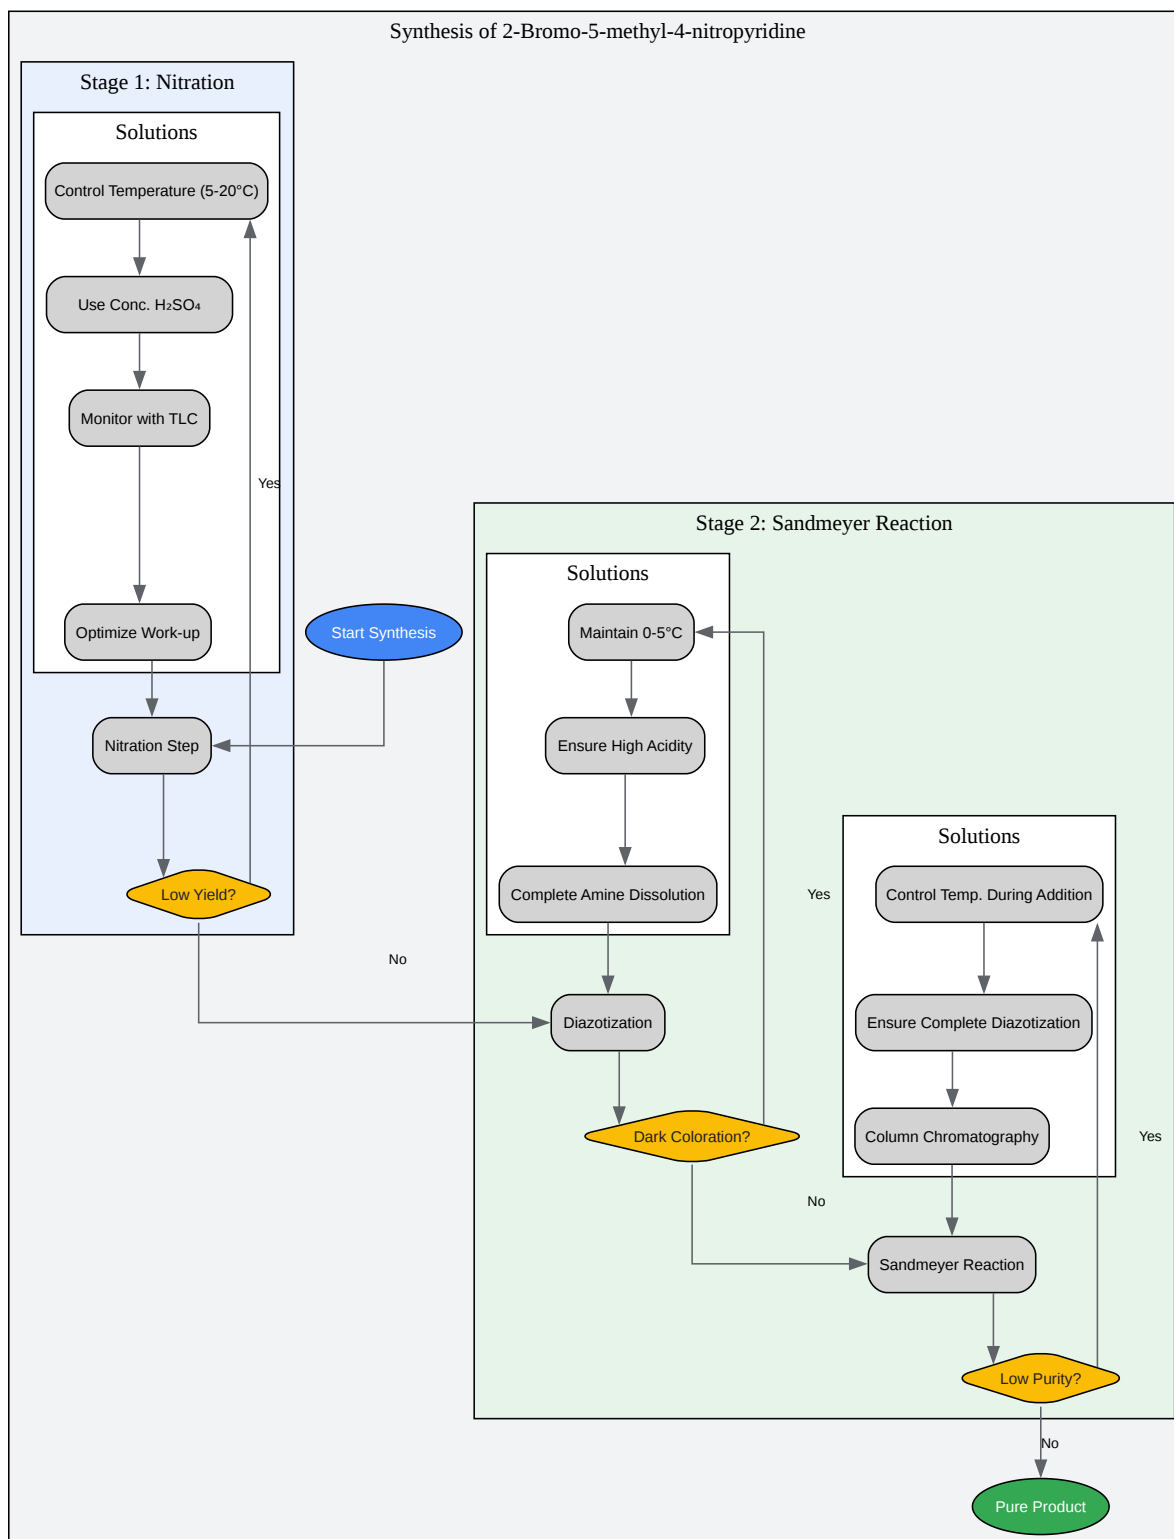 Synthesis of 2-Bromo-5-methyl-4-nitropyridine
Stage 1: Nitration
Solutions
Control Temperature (5-20°C)
Use Conc. H₂SO₄
Monitor with TLC
Yes
Optimize Work-up
Start Synthesis
Nitration Step
Low Yield?
No
Stage 2: Sandmeyer Reaction
Solutions
Maintain 0-5°C
Ensure High Acidity
Complete Amine Dissolution
Yes
Diazotization
Dark Coloration?
No
Solutions
Control Temp. During Addition
Ensure Complete Diazotization
Column Chromatography
Yes
Sandmeyer Reaction
Low Purity?
No
Pure Product